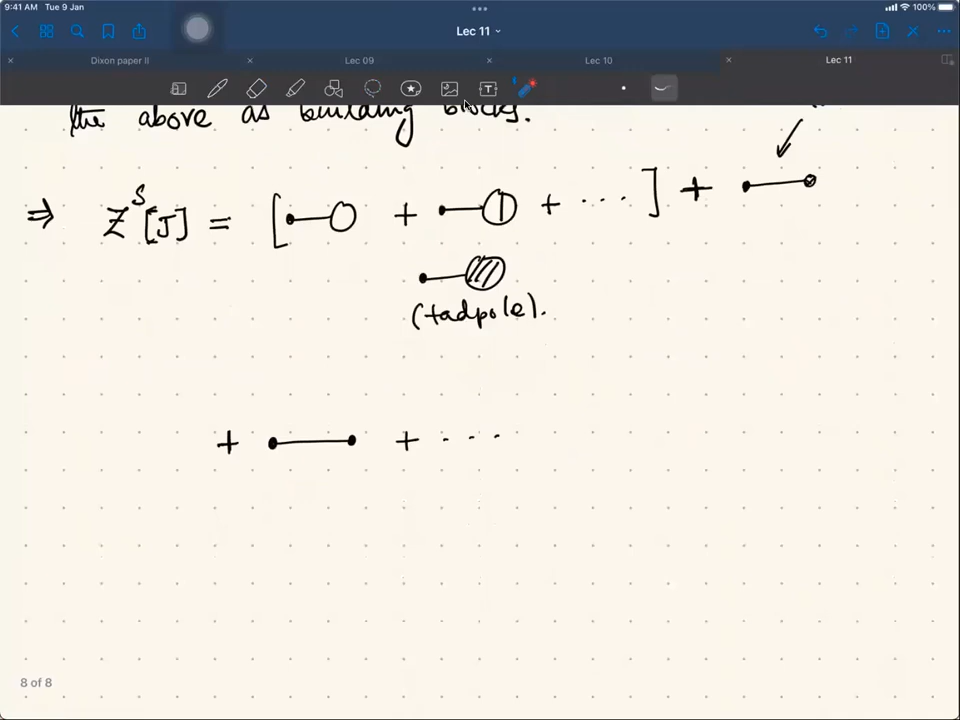 9:41 AM Tue 9 Jan
100%
Lec 11
Dixon paper II
Lec 09
Lec 10
Lec 11
the above as building blocks.
⇒ Z^S[J] = [ + + ... ] +
(tadpole).
+ + ....
8 of 8